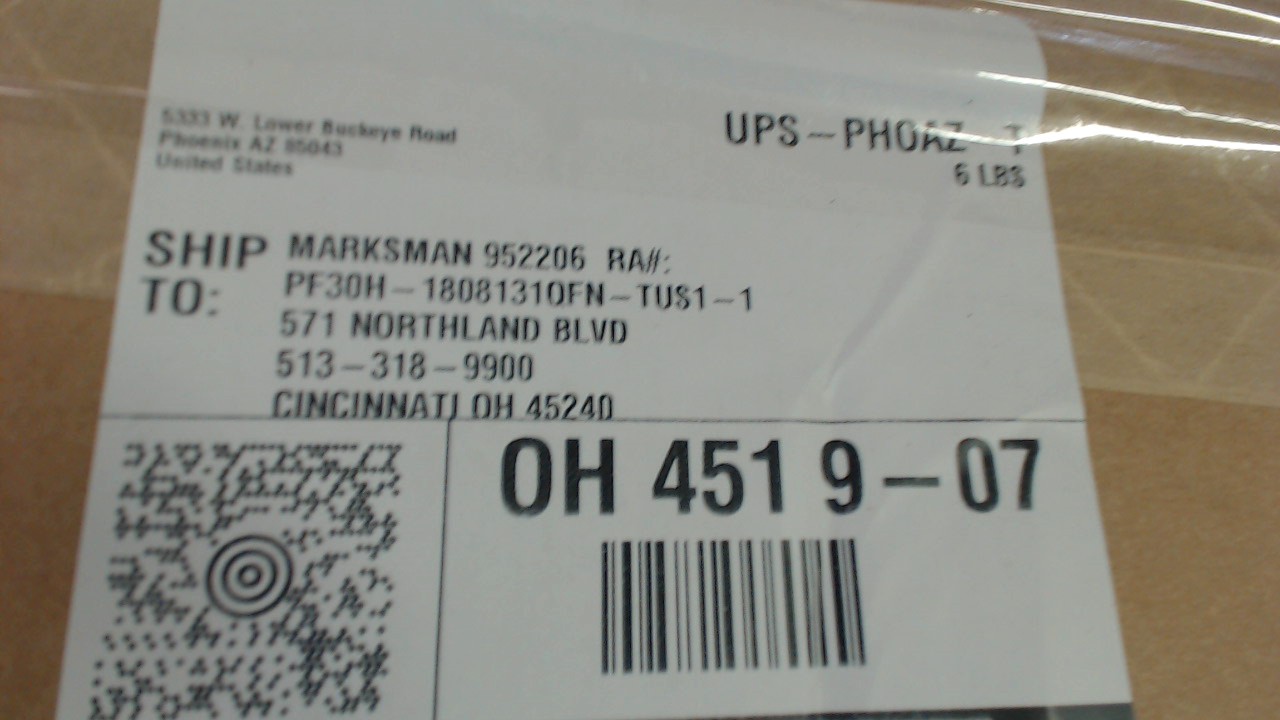 5333 W. Lower Buckeye Road
Phoenix AZ 85043
United States
UPS-PHOAZ-T
6 LBS
SHIP TO:
MARKSMAN 952206 RA#:
PF30H-1808131OFN-TUS1-1
571 NORTHLAND BLVD
513-318-9900
CINCINNATI OH 45240
OH 451 9-07